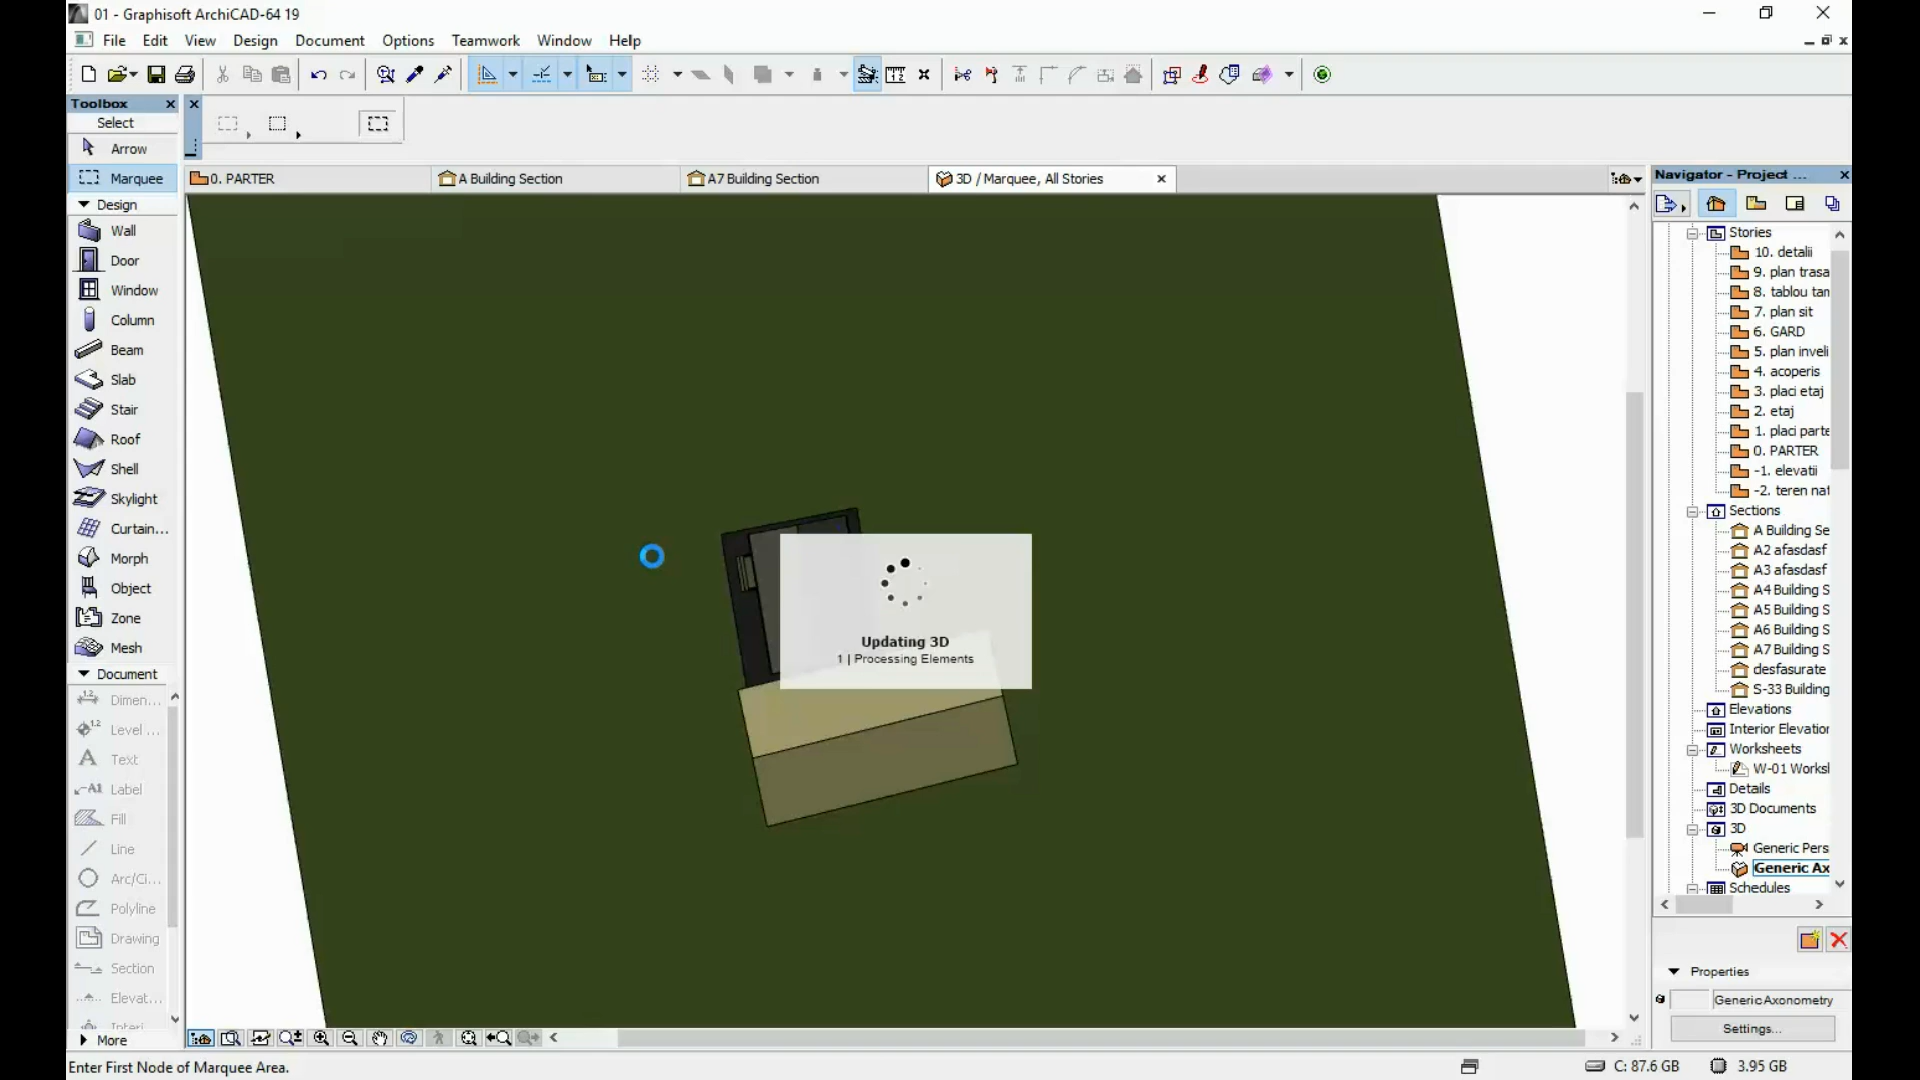 01 - Graphisoft ArchiCAD-64 19
File Edit View Design Document Options Teamwork Window Help
Toolbox
Select
Arrow
Marquee
Design
Wall
Door
Window
Column
Beam
Slab
Stair
Roof
Shell
Skylight
Curtain...
Morph
Object
Zone
Mesh
Document
Dimen...
Level ...
Text
Label
Fill
Line
Arc/Ci...
Polyline
Drawing
Section
Elevat...
Interi
More
0. PARTER
A Building Section
A7 Building Section
3D / Marquee, All Stories
Updating 3D
1 | Processing Elements
Navigator - Project ...
Stories
10. detalii
9. plan trasa
8. tablou tam
7. plan sit
6. GARD
5. plan inveli
4. acoperis
3. placi etaj
2. etaj
1. placi parte
0. PARTER
-1. elevatii
-2. teren nat
Sections
A Building Se
A2 afasdasf
A3 afasdasf
A4 Building S
A5 Building S
A6 Building S
A7 Building S
desfasurate
S-33 Building
Elevations
Interior Elevation
Worksheets
W-01 Worksl
Details
3D Documents
3D
Generic Pers
Generic Ax
Schedules
Properties
Generic Axonometry
Settings...
Enter First Node of Marquee Area.
C: 87.6 GB
3.95 GB